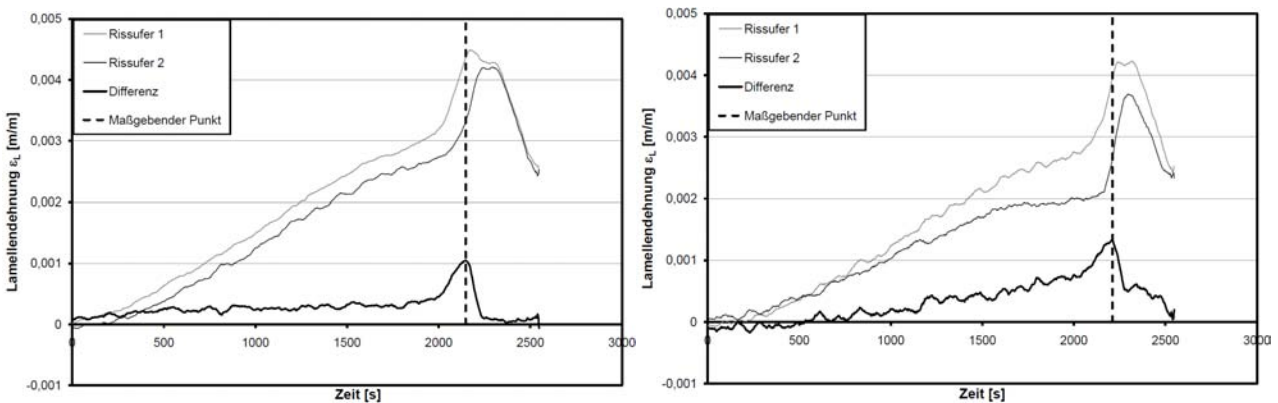 0,005
0,004
0,003
0,002
0,001
0
-0,001
Lamellendehnung εL [m/m]
Rissufer 1
Rissufer 2
Differenz
Maßgebender Punkt
0 500 1000 1500 2000 2500 3000
Zeit [s]
0,005
0,004
0,003
0,002
0,001
0
-0,001
Lamellendehnung εL [m/m]
Rissufer 1
Rissufer 2
Differenz
Maßgebender Punkt
0 500 1000 1500 2000 2500 3000
Zeit [s]